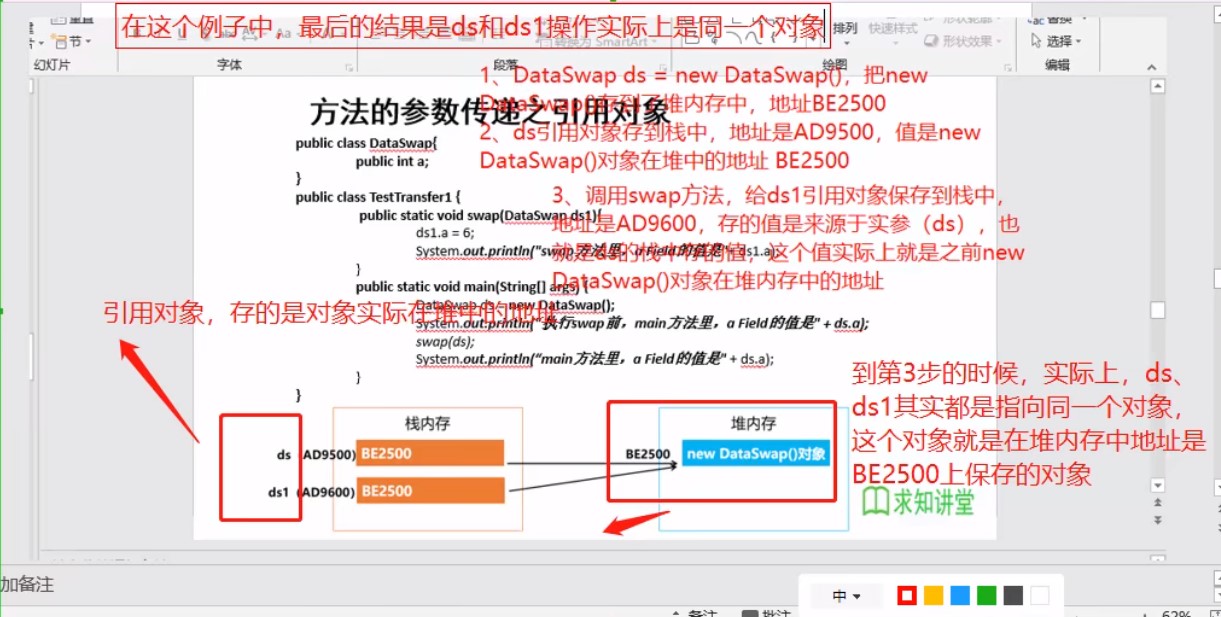 在这个例子中，最后的结果是ds和ds1操作实际上是同一个对象
重置
节
排列
快速样式
形状效果
替换
选择
转换为 SmartArt
幻灯片
字体
段落
绘图
编辑
1、DataSwap ds = new DataSwap()，把new
DataSwap()存到了堆内存中，地址BE2500
方法的参数传递之引用对象
2、ds引用对象存到栈中，地址是AD9500，值是new
DataSwap()对象在堆中的地址 BE2500
public class DataSwap{
public int a;
}
3、调用swap方法，给ds1引用对象保存到栈中，
地址是AD9600，存的值是来源于实参（ds），也
就是ds的栈中存的值，这个值实际上就是之前new
DataSwap()对象在堆内存中的地址
public class TestTransfer1 {
public static void swap(DataSwap ds1){
ds1.a = 6;
System.out.println("swap方法里，a Field的值是"+ ds1.a);
}
public static void main(String[] args) {
DataSwap ds = new DataSwap();
引用对象，存的是对象实际在堆中的地址
System.out.println("执行swap前，main方法里，a Field的值是" + ds.a);
swap(ds);
System.out.println("main方法里，a Field的值是" + ds.a);
}
}
到第3步的时候，实际上，ds、
ds1其实都是指向同一个对象，
这个对象就是在堆内存中地址是
BE2500上保存的对象
栈内存
堆内存
ds (AD9500) BE2500
BE2500 new DataSwap()对象
ds1 (AD9600) BE2500
求知讲堂
加备注
中
备注
批注
62%